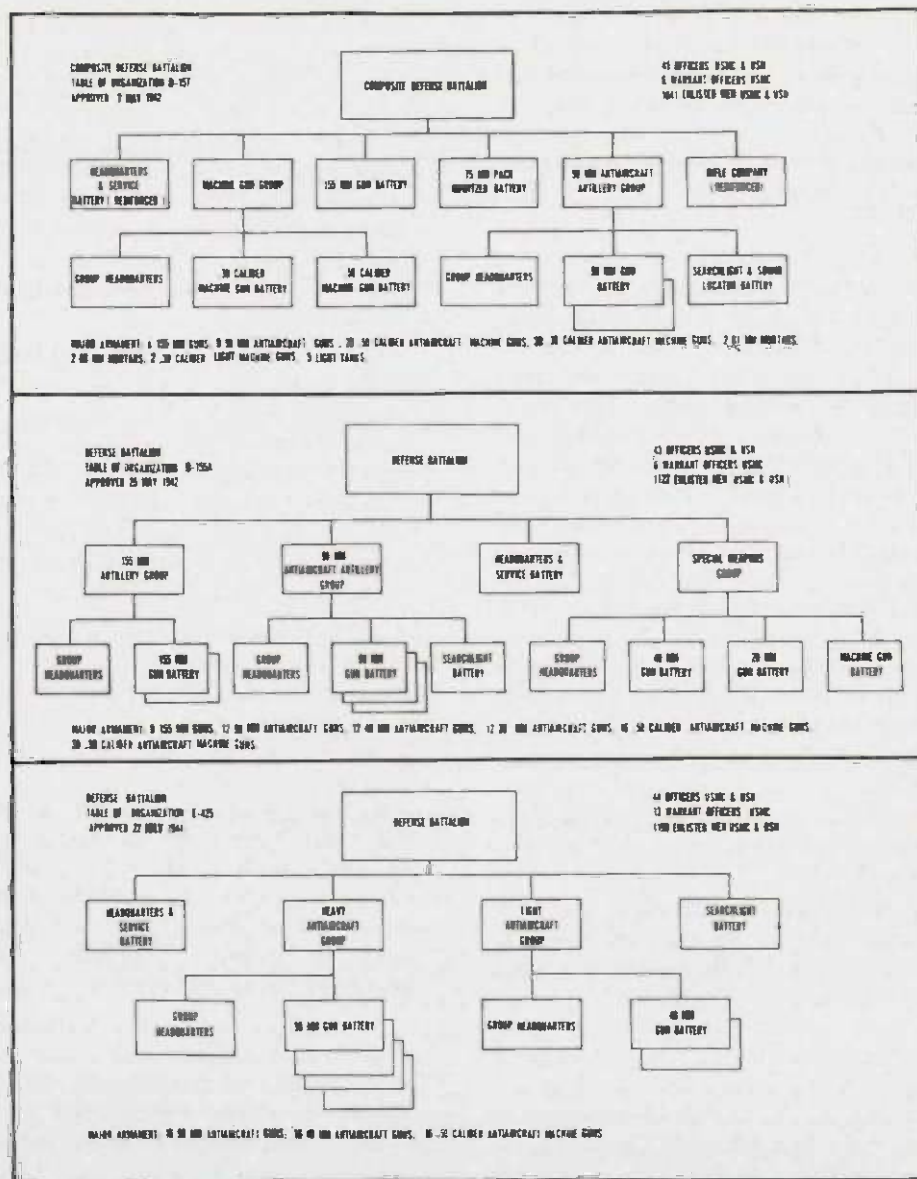 COMPOSITE DEFENSE BATTALION
TABLE OF ORGANIZATION D-157
APPROVED 7 MAY 1942
COMPOSITE DEFENSE BATTALION
OFFICERS USMC & USN
WARRANT OFFICERS USMC
ENLISTED MEN USMC & USN
HEADQUARTERS
& SERVICE
BATTERY (REINFORCED)
MACHINE GUN GROUP
155 MM GUN BATTERY
75 MM PACK
HOWITZER BATTERY
90 MM ANTIAIRCRAFT
ARTILLERY GROUP
RIFLE COMPANY
(REINFORCED)
GROUP HEADQUARTERS
30 CALIBER
MACHINE GUN BATTERY
50 CALIBER
MACHINE GUN BATTERY
GROUP HEADQUARTERS
90 MM GUN
BATTERY
SEARCHLIGHT & SOUND
LOCATOR BATTERY
MAJOR ARMAMENT: 155 MM GUNS, 90 MM ANTIAIRCRAFT GUNS, .50 CALIBER ANTIAIRCRAFT MACHINE GUNS, 30 .30 CALIBER ANTIAIRCRAFT MACHINE GUNS, 2 81 MM MORTARS,
2 60 MM MORTARS, 2 .30 CALIBER LIGHT MACHINE GUNS, 5 LIGHT TANKS.
DEFENSE BATTALION
TABLE OF ORGANIZATION D-155A
APPROVED 25 MAY 1942
DEFENSE BATTALION
OFFICERS USMC & USN
WARRANT OFFICERS USMC
ENLISTED MEN USMC & USN
155 MM
ARTILLERY GROUP
90 MM
ANTIAIRCRAFT ARTILLERY
GROUP
HEADQUARTERS &
SERVICE BATTERY
SPECIAL WEAPONS
GROUP
GROUP
HEADQUARTERS
155 MM
GUN BATTERY
GROUP
HEADQUARTERS
90 MM
GUN BATTERY
SEARCHLIGHT
BATTERY
GROUP
HEADQUARTERS
40 MM
GUN BATTERY
20 MM
GUN BATTERY
MACHINE GUN
BATTERY
MAJOR ARMAMENT: 155 MM GUNS, 12 90 MM ANTIAIRCRAFT GUNS, 12 40 MM ANTIAIRCRAFT GUNS, 12 20 MM ANTIAIRCRAFT GUNS, 16 .50 CALIBER ANTIAIRCRAFT MACHINE GUNS,
30 .30 CALIBER ANTIAIRCRAFT MACHINE GUNS
DEFENSE BATTALION
TABLE OF ORGANIZATION E-425
APPROVED 22 JULY 1944
DEFENSE BATTALION
44 OFFICERS USMC & USN
WARRANT OFFICERS USMC
ENLISTED MEN USMC & USN
HEADQUARTERS &
SERVICE
BATTERY
HEAVY
ANTIAIRCRAFT
GROUP
LIGHT
ANTIAIRCRAFT
GROUP
SEARCHLIGHT
BATTERY
GROUP
HEADQUARTERS
90 MM GUN BATTERY
GROUP HEADQUARTERS
40 MM
GUN BATTERY
MAJOR ARMAMENT: 16 90 MM ANTIAIRCRAFT GUNS, 16 40 MM ANTIAIRCRAFT GUNS, 16 .50 CALIBER ANTIAIRCRAFT MACHINE GUNS